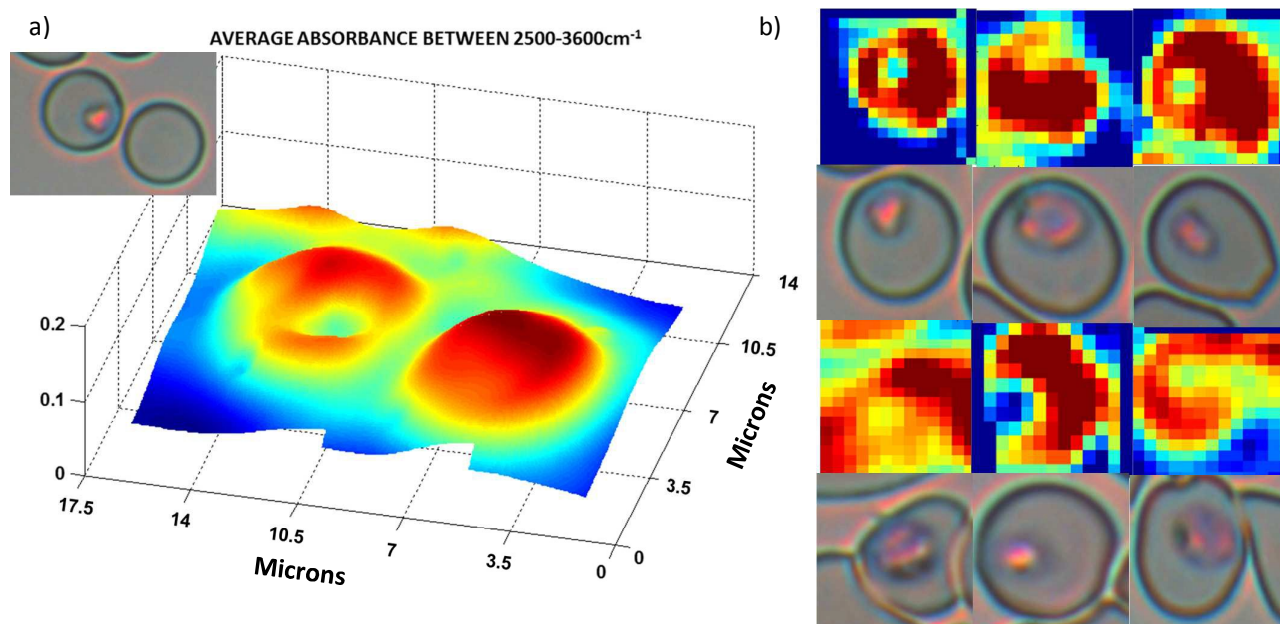 a)
AVERAGE ABSORBANCE BETWEEN 2500-3600cm⁻¹
b)
0.2
0.1
0
17.5
14
10.5
7
3.5
0
Microns
0
3.5
7
10.5
14
Microns